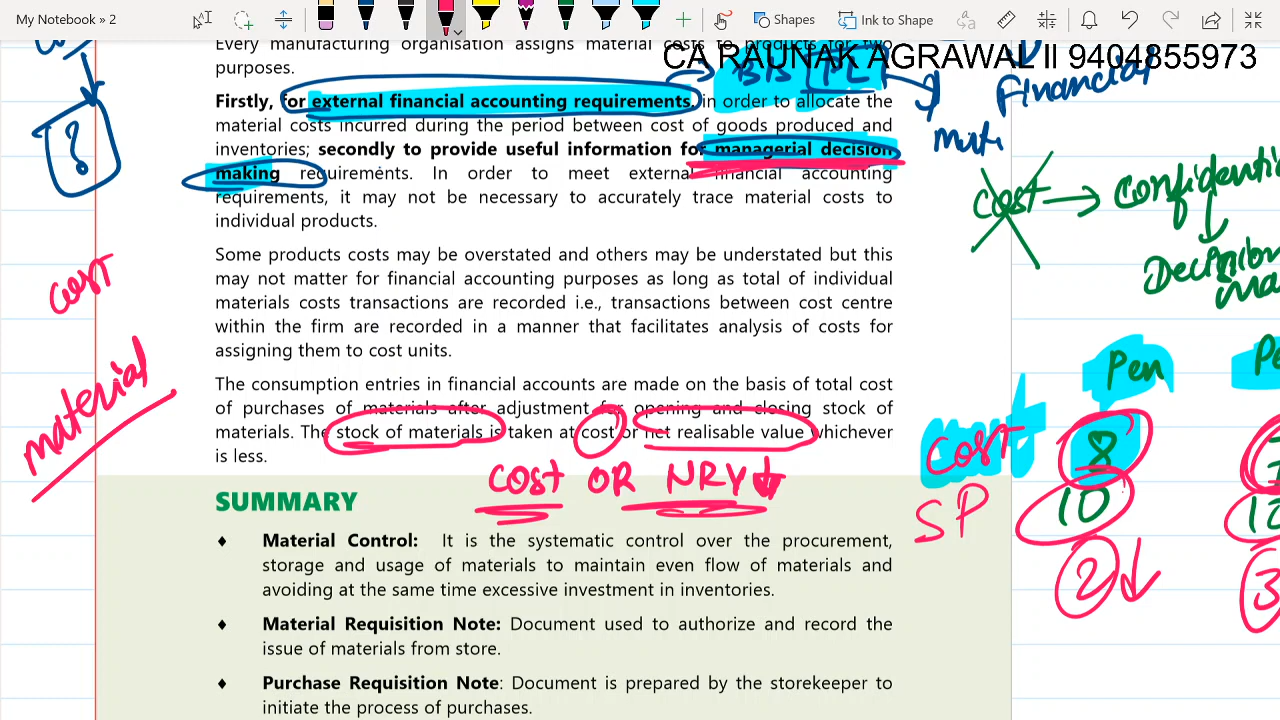 My Notebook » 2
Shapes
Ink to Shape
CA RAUNAK AGRAWAL II 9404855973
Every manufacturing organisation assigns material costs to products for two
purposes.
B/S P/L
Financial
Firstly, for external financial accounting requirements, in order to allocate the
material costs incurred during the period between cost of goods produced and
inventories; secondly to provide useful information for managerial decision
making requirements. In order to meet external financial accounting
requirements, it may not be necessary to accurately trace material costs to
individual products.
cost → confidenti
Decision
Ma
Some products costs may be overstated and others may be understated but this
may not matter for financial accounting purposes as long as total of individual
materials costs transactions are recorded i.e., transactions between cost centre
within the firm are recorded in a manner that facilitates analysis of costs for
assigning them to cost units.
cost
material
The consumption entries in financial accounts are made on the basis of total cost
of purchases of materials after adjustment for opening and closing stock of
materials. The stock of materials is taken at cost or net realisable value whichever
is less.
Pen Pe
Cost 8
SP 10 12
2 3
cost OR NRV
SUMMARY
♦ Material Control: It is the systematic control over the procurement,
storage and usage of materials to maintain even flow of materials and
avoiding at the same time excessive investment in inventories.
♦ Material Requisition Note: Document used to authorize and record the
issue of materials from store.
♦ Purchase Requisition Note: Document is prepared by the storekeeper to
initiate the process of purchases.